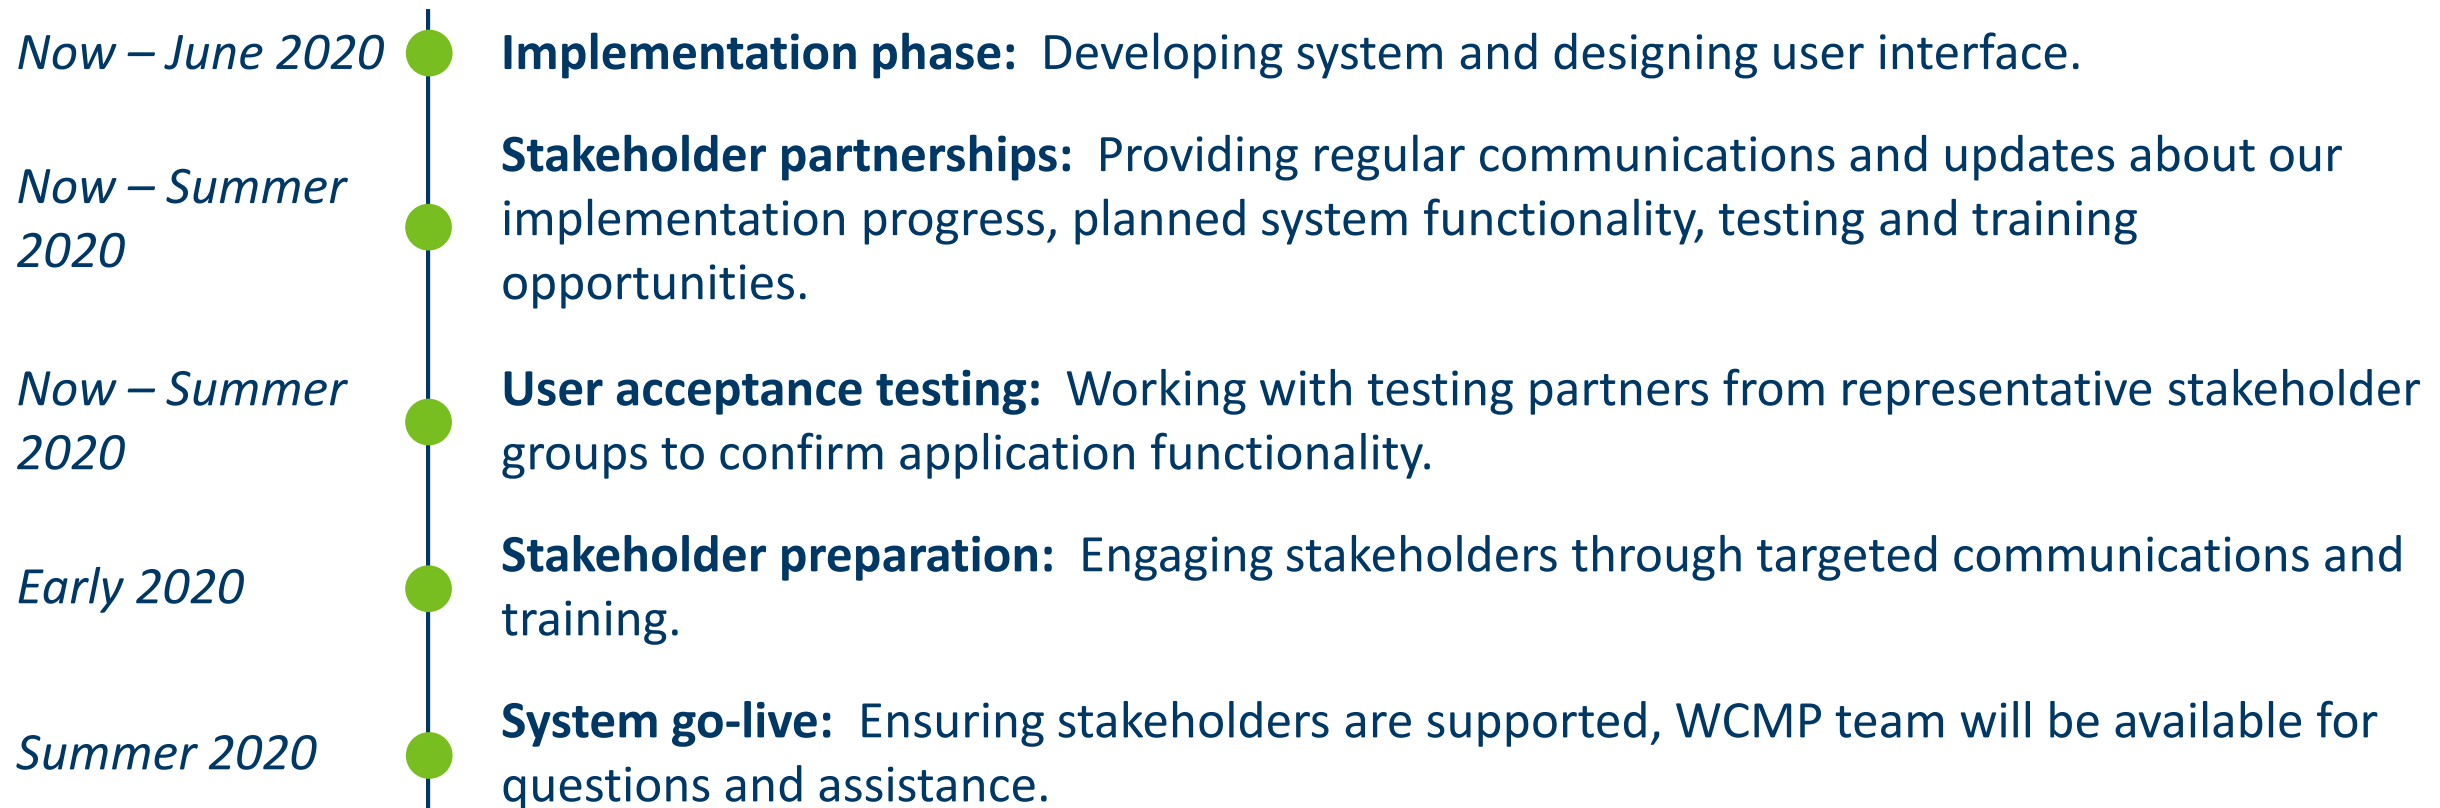 Now – June 2020
Implementation phase: Developing system and designing user interface.
Now – Summer
2020
Stakeholder partnerships: Providing regular communications and updates about our
implementation progress, planned system functionality, testing and training
opportunities.
Now – Summer
2020
User acceptance testing: Working with testing partners from representative stakeholder
groups to confirm application functionality.
Early 2020
Stakeholder preparation: Engaging stakeholders through targeted communications and
training.
Summer 2020
System go-live: Ensuring stakeholders are supported, WCMP team will be available for
questions and assistance.